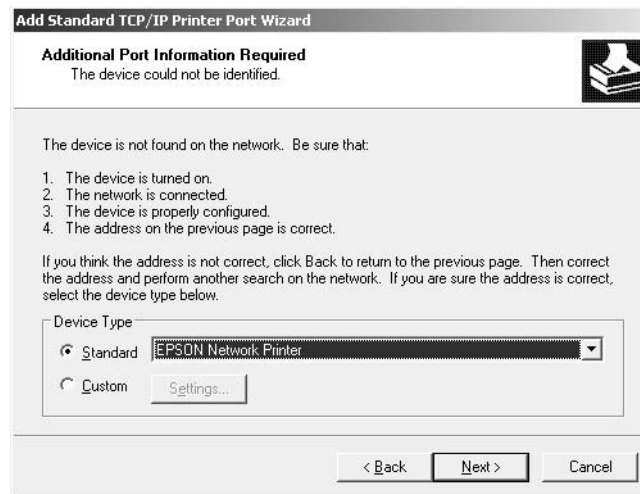 Add Standard TCP/IP Printer Port Wizard
Additional Port Information Required
The device could not be identified.
The device is not found on the network.  Be sure that:
1.  The device is turned on.
2.  The network is connected.
3.  The device is properly configured.
4.  The address on the previous page is correct.
If you think the address is not correct, click Back to return to the previous page.  Then correct
the address and perform another search on the network.  If you are sure the address is correct,
select the device type below.
Device Type
Standard EPSON Network Printer
Custom Settings...
< Back Next > Cancel